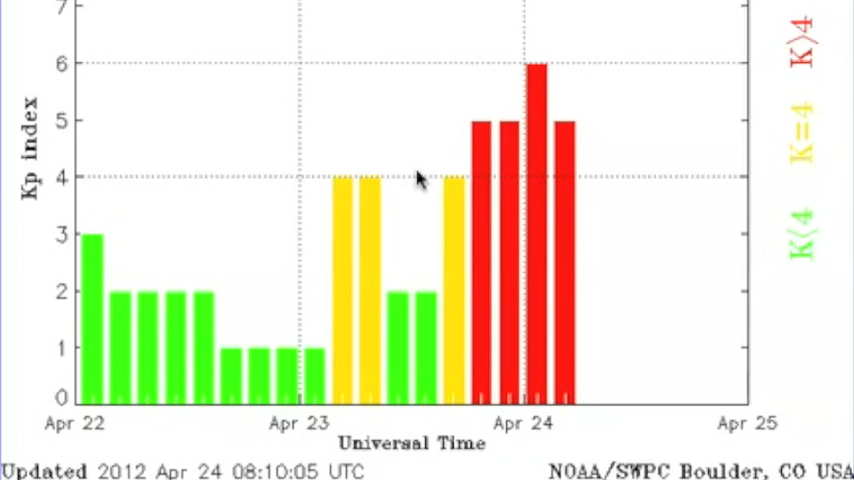 7
6
5
4
3
2
1
0
Kp index
Apr 22 Apr 23 Apr 24 Apr 25
Universal Time
K>4
K=4
K<4
Updated 2012 Apr 24 08:10:05 UTC
NOAA/SWPC Boulder, CO USA